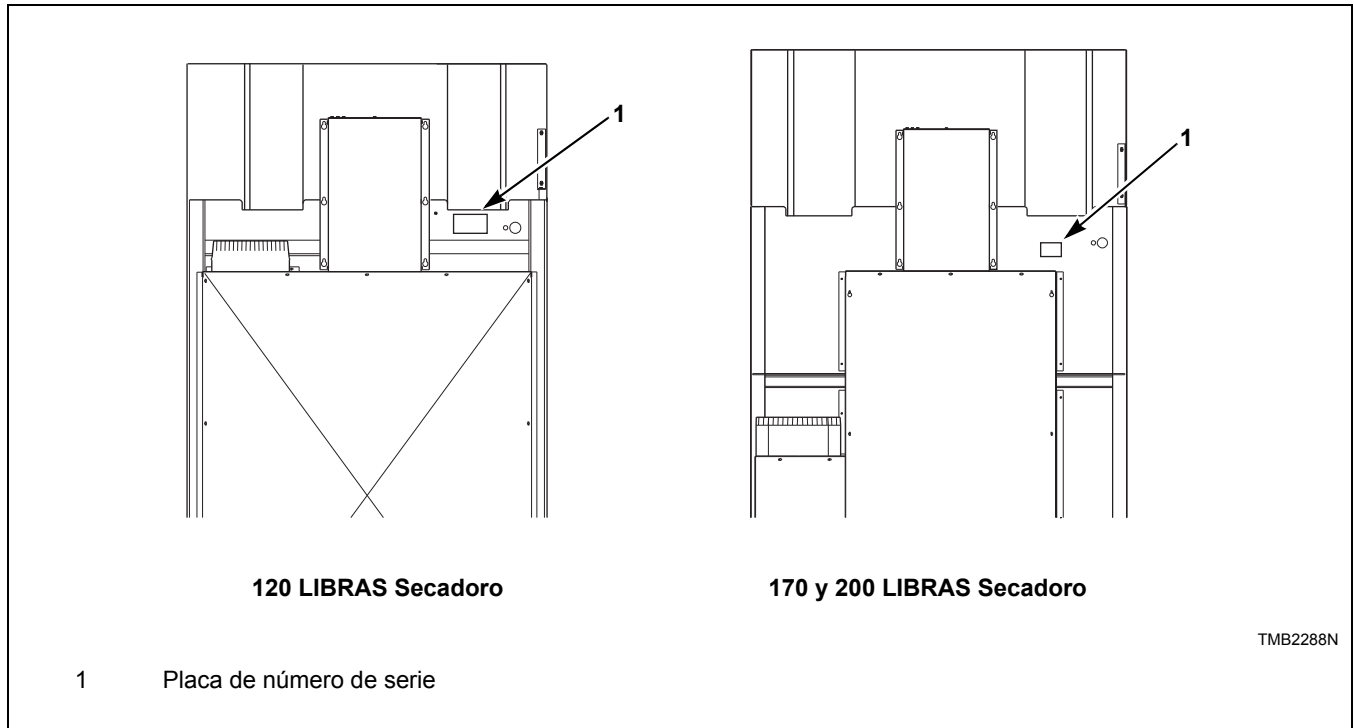 1
1
120 LIBRAS Secadoro
170 y 200 LIBRAS Secadoro
TMB2288N
1 Placa de número de serie